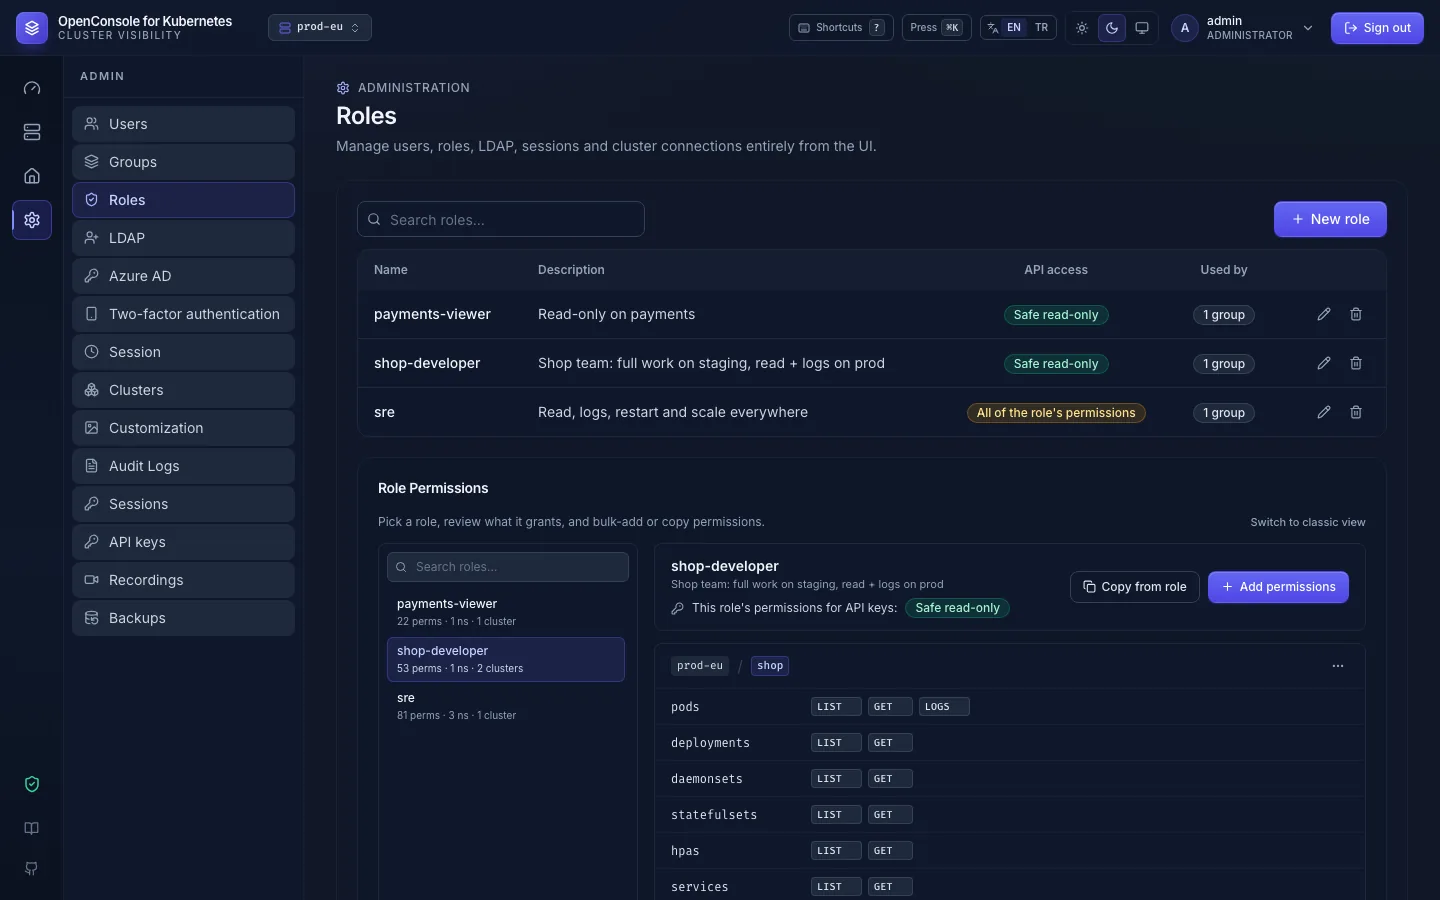 OpenConsole for Kubernetes
CLUSTER VISIBILITY
prod-eu
Shortcuts ?
Press ⌘K
EN TR
A
admin
ADMINISTRATOR
Sign out
ADMIN
Users
Groups
Roles
LDAP
Azure AD
Two-factor authentication
Session
Clusters
Customization
Audit Logs
Sessions
API keys
Recordings
Backups
ADMINISTRATION
Roles
Manage users, roles, LDAP, sessions and cluster connections entirely from the UI.
Search roles...
+ New role
Name Description API access Used by
payments-viewer Read-only on payments Safe read-only 1 group
shop-developer Shop team: full work on staging, read + logs on prod Safe read-only 1 group
sre Read, logs, restart and scale everywhere All of the role's permissions 1 group
Role Permissions
Pick a role, review what it grants, and bulk-add or copy permissions.
Switch to classic view
Search roles...
payments-viewer
22 perms · 1 ns · 1 cluster
shop-developer
53 perms · 1 ns · 2 clusters
sre
81 perms · 3 ns · 1 cluster
shop-developer
Shop team: full work on staging, read + logs on prod
This role's permissions for API keys: Safe read-only
Copy from role
+ Add permissions
prod-eu / shop
pods LIST GET LOGS
deployments LIST GET
daemonsets LIST GET
statefulsets LIST GET
hpas LIST GET
services LIST GET